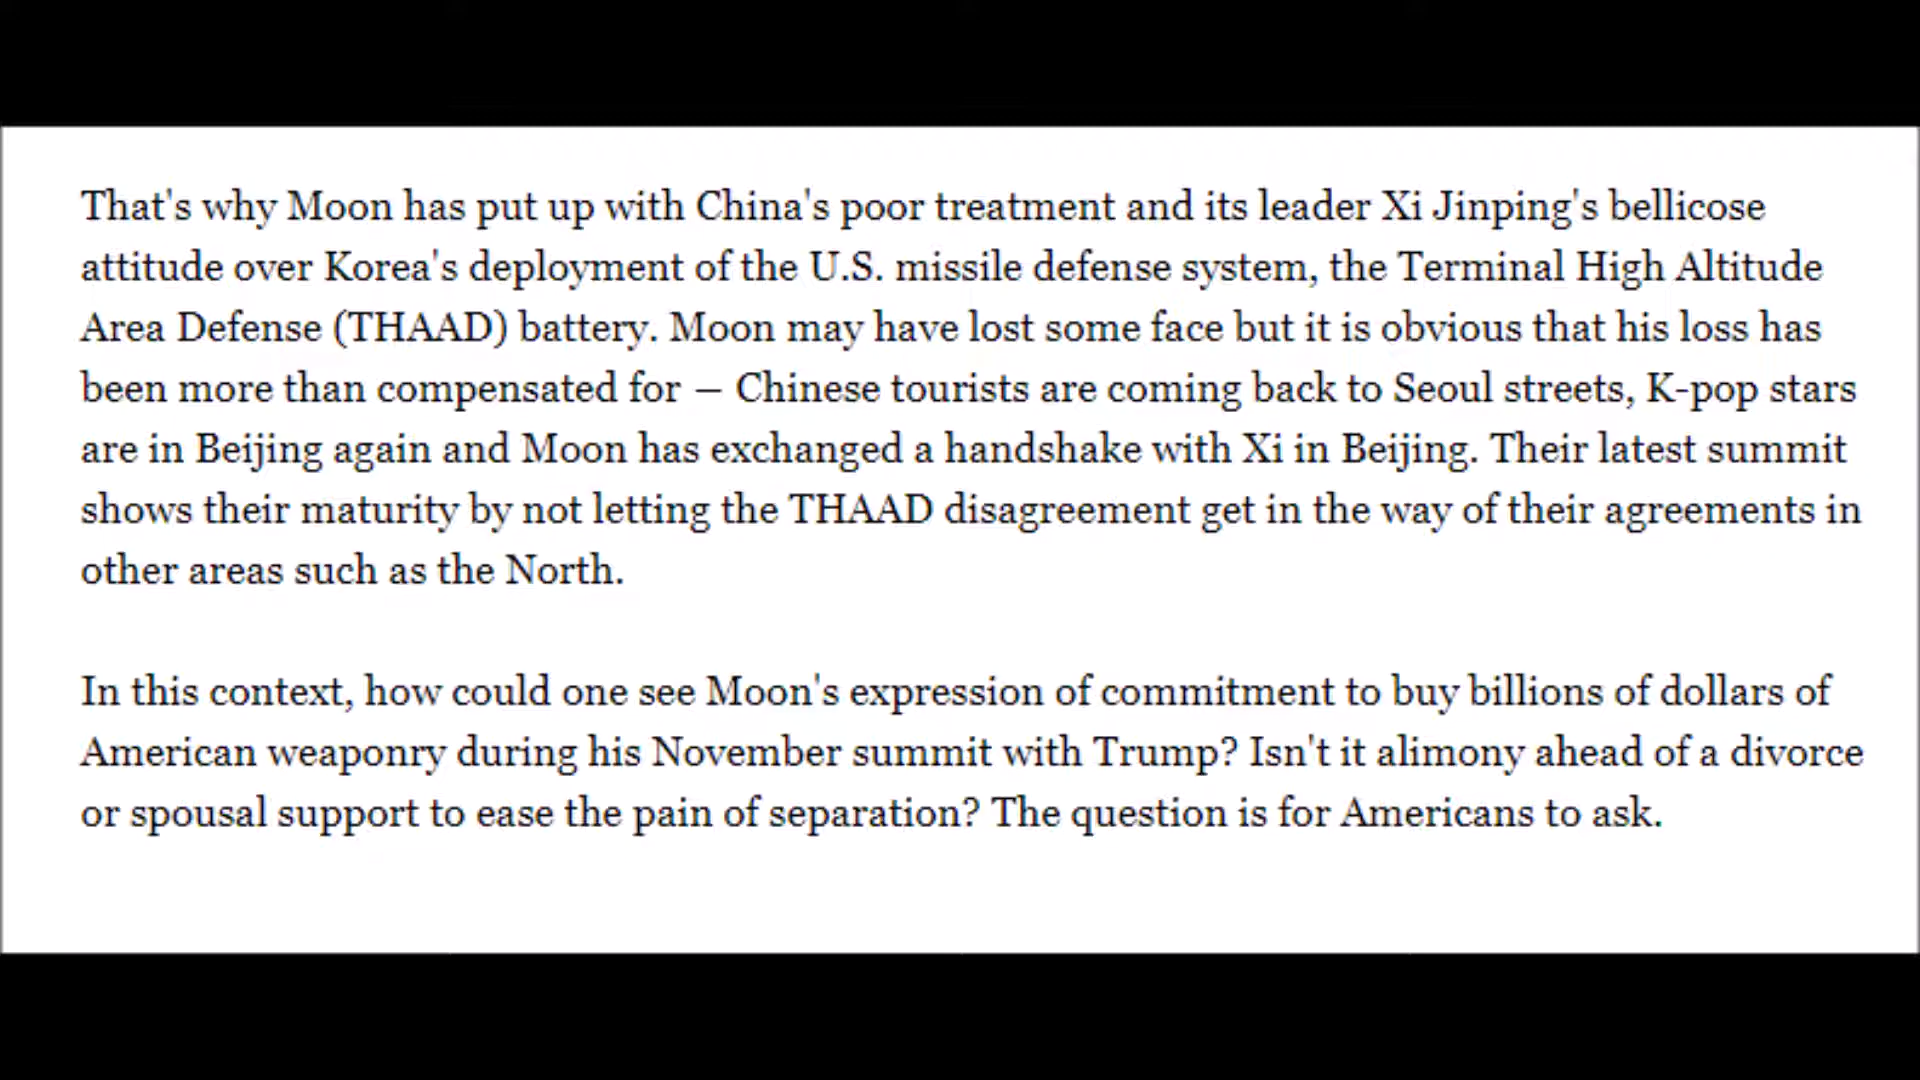 That's why Moon has put up with China's poor treatment and its leader Xi Jinping's bellicose
attitude over Korea's deployment of the U.S. missile defense system, the Terminal High Altitude
Area Defense (THAAD) battery. Moon may have lost some face but it is obvious that his loss has
been more than compensated for — Chinese tourists are coming back to Seoul streets, K-pop stars
are in Beijing again and Moon has exchanged a handshake with Xi in Beijing. Their latest summit
shows their maturity by not letting the THAAD disagreement get in the way of their agreements in
other areas such as the North.
In this context, how could one see Moon's expression of commitment to buy billions of dollars of
American weaponry during his November summit with Trump? Isn't it alimony ahead of a divorce
or spousal support to ease the pain of separation? The question is for Americans to ask.